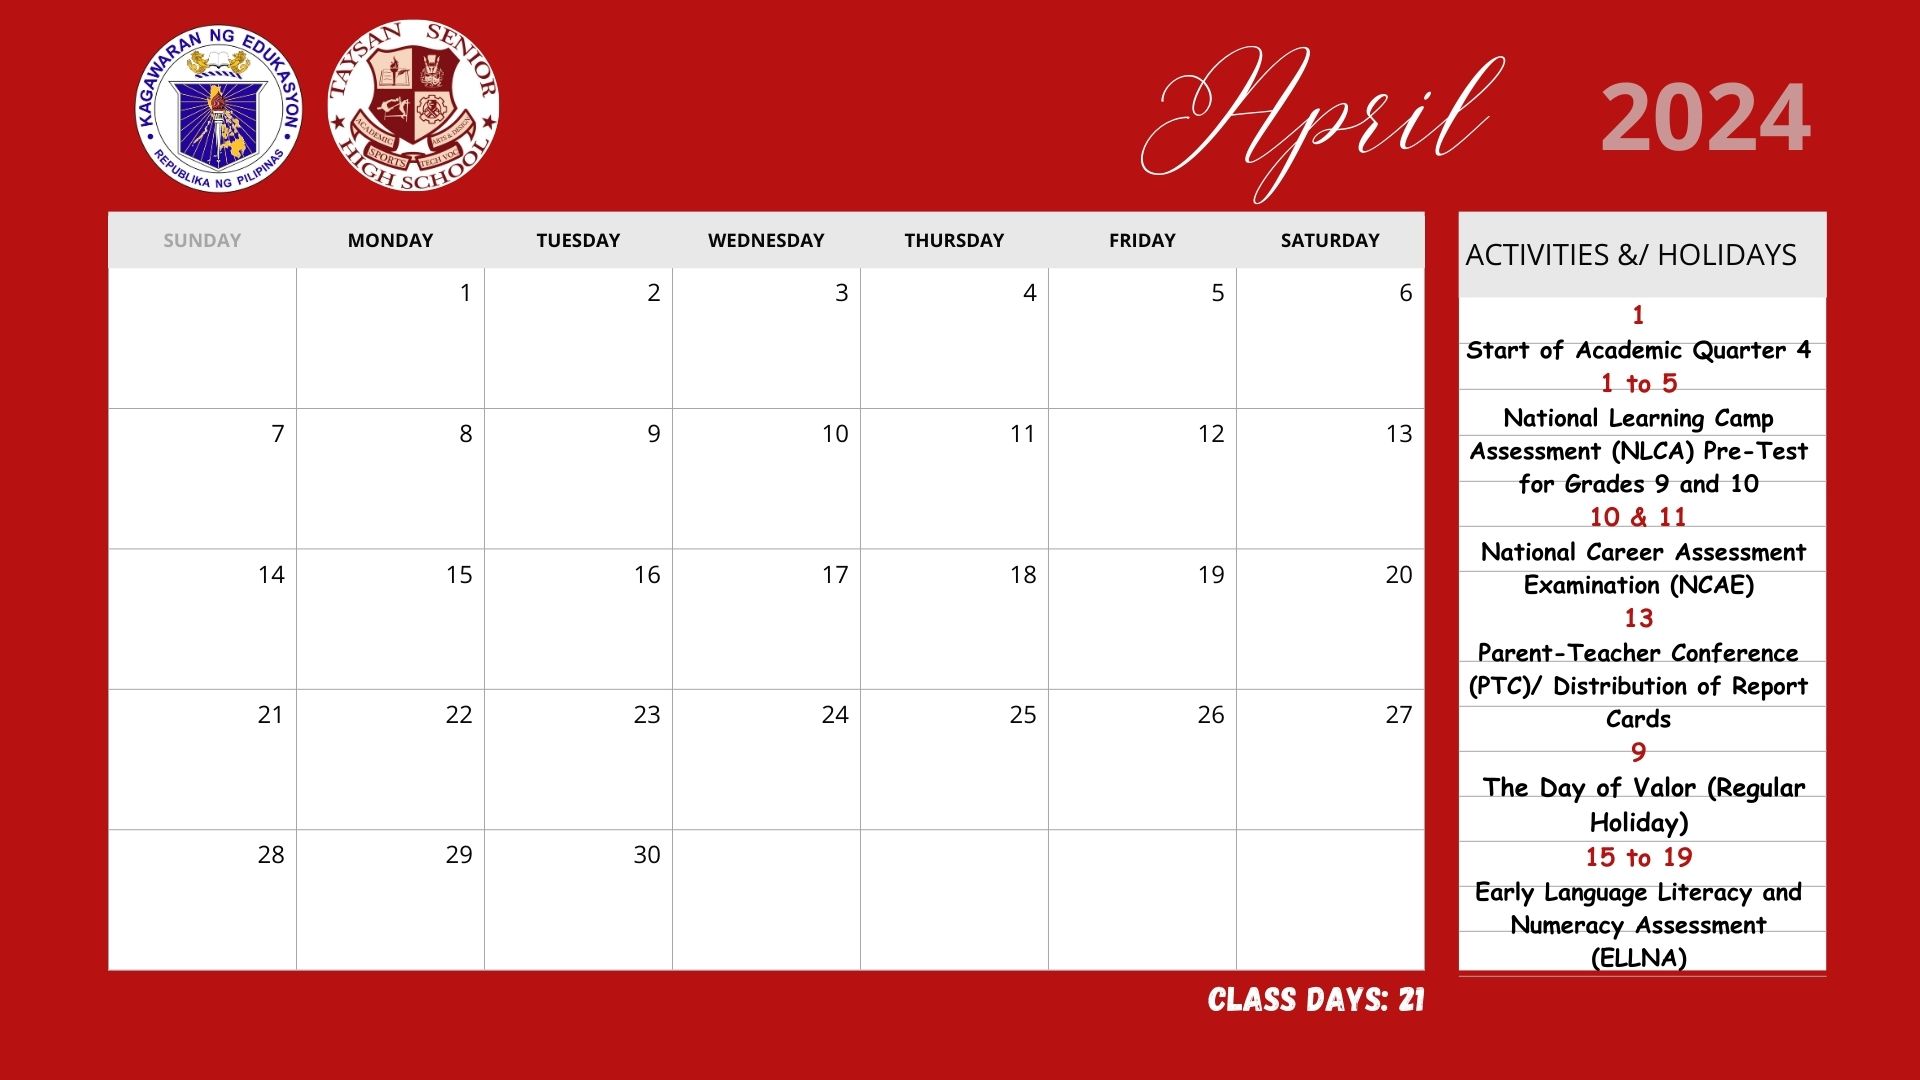 KAGAWARAN NG EDUKASYON
REPUBLIKA NG PILIPINAS
TAYSAN SENIOR
HIGH SCHOOL
ACADEMIC
ARTS & DESIGN
SPORTS
TECH VOC
April 2024
SUNDAY MONDAY TUESDAY WEDNESDAY THURSDAY FRIDAY SATURDAY
1 2 3 4 5 6
7 8 9 10 11 12 13
14 15 16 17 18 19 20
21 22 23 24 25 26 27
28 29 30
CLASS DAYS: 21
ACTIVITIES &/ HOLIDAYS
1
Start of Academic Quarter 4
1 to 5
National Learning Camp
Assessment (NLCA) Pre-Test
for Grades 9 and 10
10 & 11
National Career Assessment
Examination (NCAE)
13
Parent-Teacher Conference
(PTC)/ Distribution of Report
Cards
9
The Day of Valor (Regular
Holiday)
15 to 19
Early Language Literacy and
Numeracy Assessment
(ELLNA)